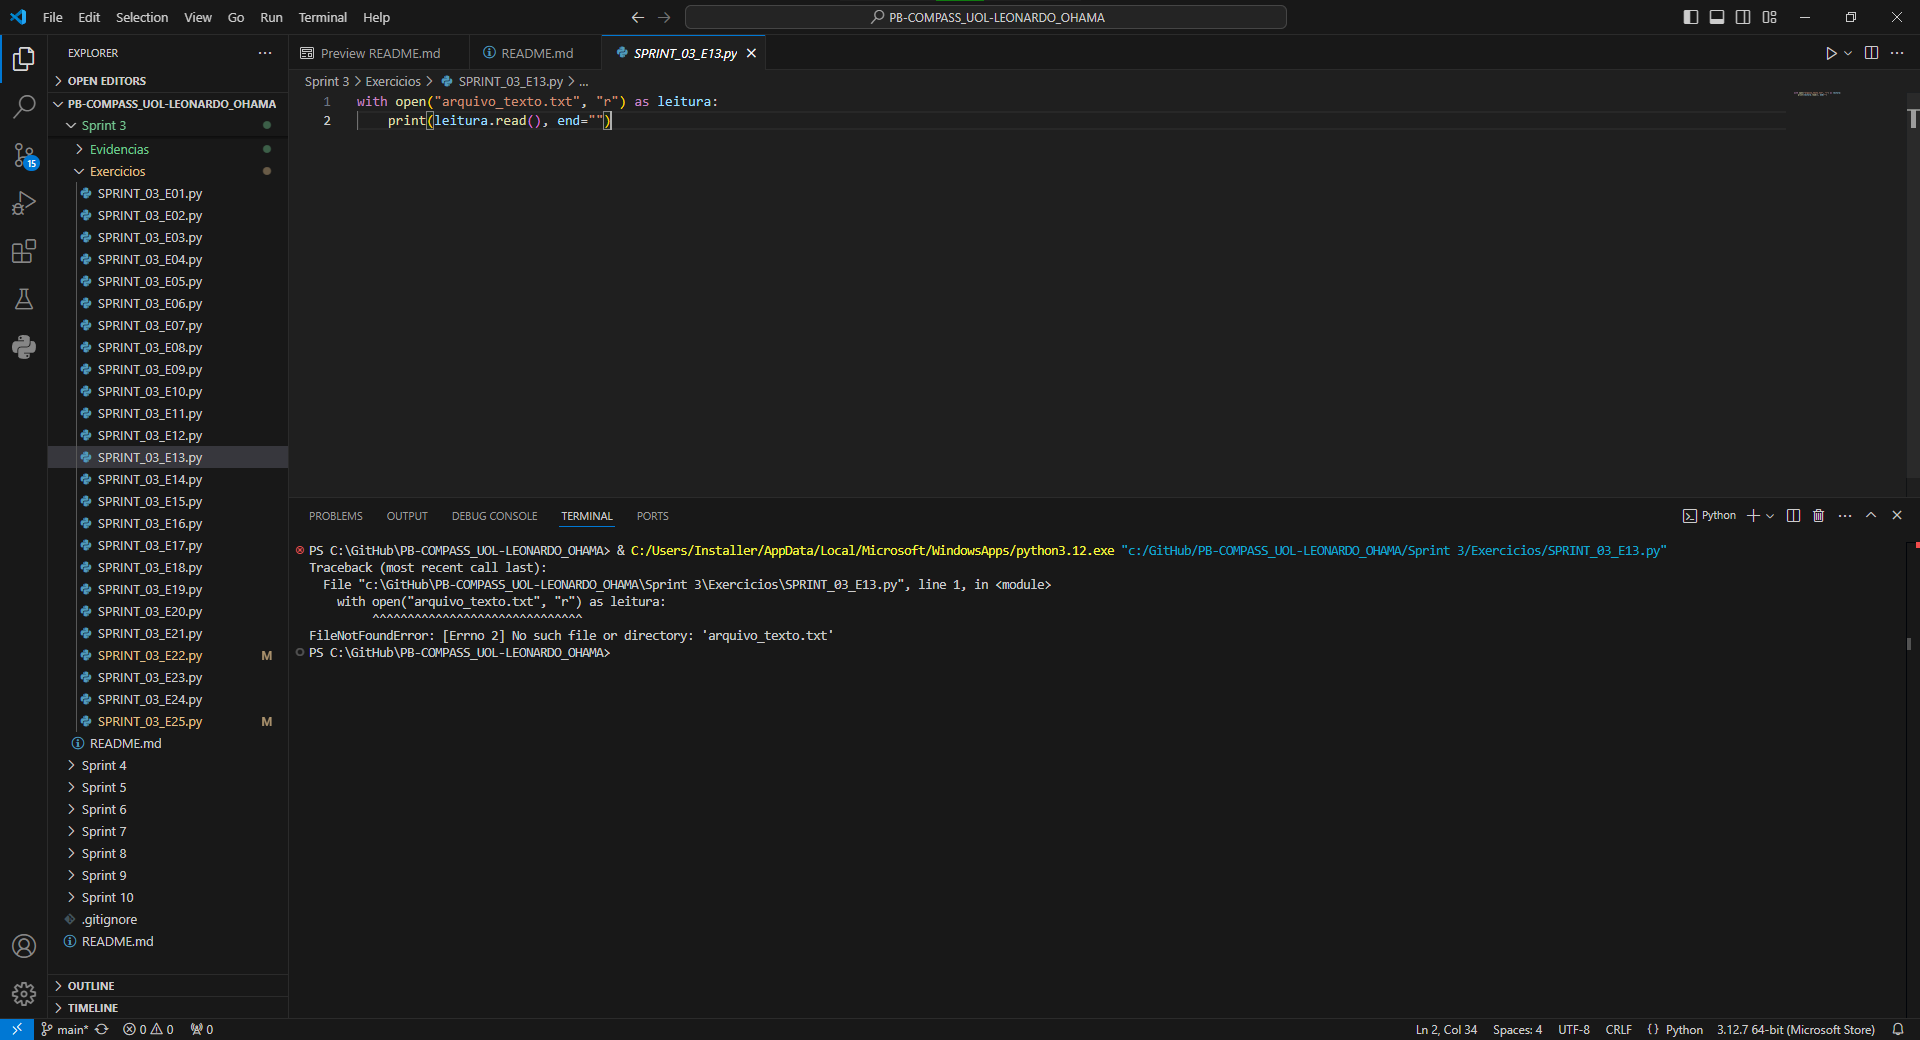 File Edit Selection View Go Run Terminal Help
PB-COMPASS_UOL-LEONARDO_OHAMA
EXPLORER
OPEN EDITORS
PB-COMPASS_UOL-LEONARDO_OHAMA
Sprint 3
Evidencias
Exercicios
SPRINT_03_E01.py
SPRINT_03_E02.py
SPRINT_03_E03.py
SPRINT_03_E04.py
SPRINT_03_E05.py
SPRINT_03_E06.py
SPRINT_03_E07.py
SPRINT_03_E08.py
SPRINT_03_E09.py
SPRINT_03_E10.py
SPRINT_03_E11.py
SPRINT_03_E12.py
SPRINT_03_E13.py
SPRINT_03_E14.py
SPRINT_03_E15.py
SPRINT_03_E16.py
SPRINT_03_E17.py
SPRINT_03_E18.py
SPRINT_03_E19.py
SPRINT_03_E20.py
SPRINT_03_E21.py
SPRINT_03_E22.py M
SPRINT_03_E23.py
SPRINT_03_E24.py
SPRINT_03_E25.py M
README.md
Sprint 4
Sprint 5
Sprint 6
Sprint 7
Sprint 8
Sprint 9
Sprint 10
.gitignore
README.md
OUTLINE
TIMELINE
15
Preview README.md README.md SPRINT_03_E13.py
Sprint 3 > Exercicios > SPRINT_03_E13.py > ...
1 with open("arquivo_texto.txt", "r") as leitura:
2 print(leitura.read(), end="")
PROBLEMS OUTPUT DEBUG CONSOLE TERMINAL PORTS
Python
PS C:\GitHub\PB-COMPASS_UOL-LEONARDO_OHAMA> & C:/Users/Installer/AppData/Local/Microsoft/WindowsApps/python3.12.exe "c:/GitHub/PB-COMPASS_UOL-LEONARDO_OHAMA/Sprint 3/Exercicios/SPRINT_03_E13.py"
Traceback (most recent call last):
File "c:\GitHub\PB-COMPASS_UOL-LEONARDO_OHAMA\Sprint 3\Exercicios\SPRINT_03_E13.py", line 1, in <module>
with open("arquivo_texto.txt", "r") as leitura:
^^^^^^^^^^^^^^^^^^^^^^^^^^^^^^
FileNotFoundError: [Errno 2] No such file or directory: 'arquivo_texto.txt'
PS C:\GitHub\PB-COMPASS_UOL-LEONARDO_OHAMA>
main* 0 0 0 Ln 2, Col 34 Spaces: 4 UTF-8 CRLF {} Python 3.12.7 64-bit (Microsoft Store)